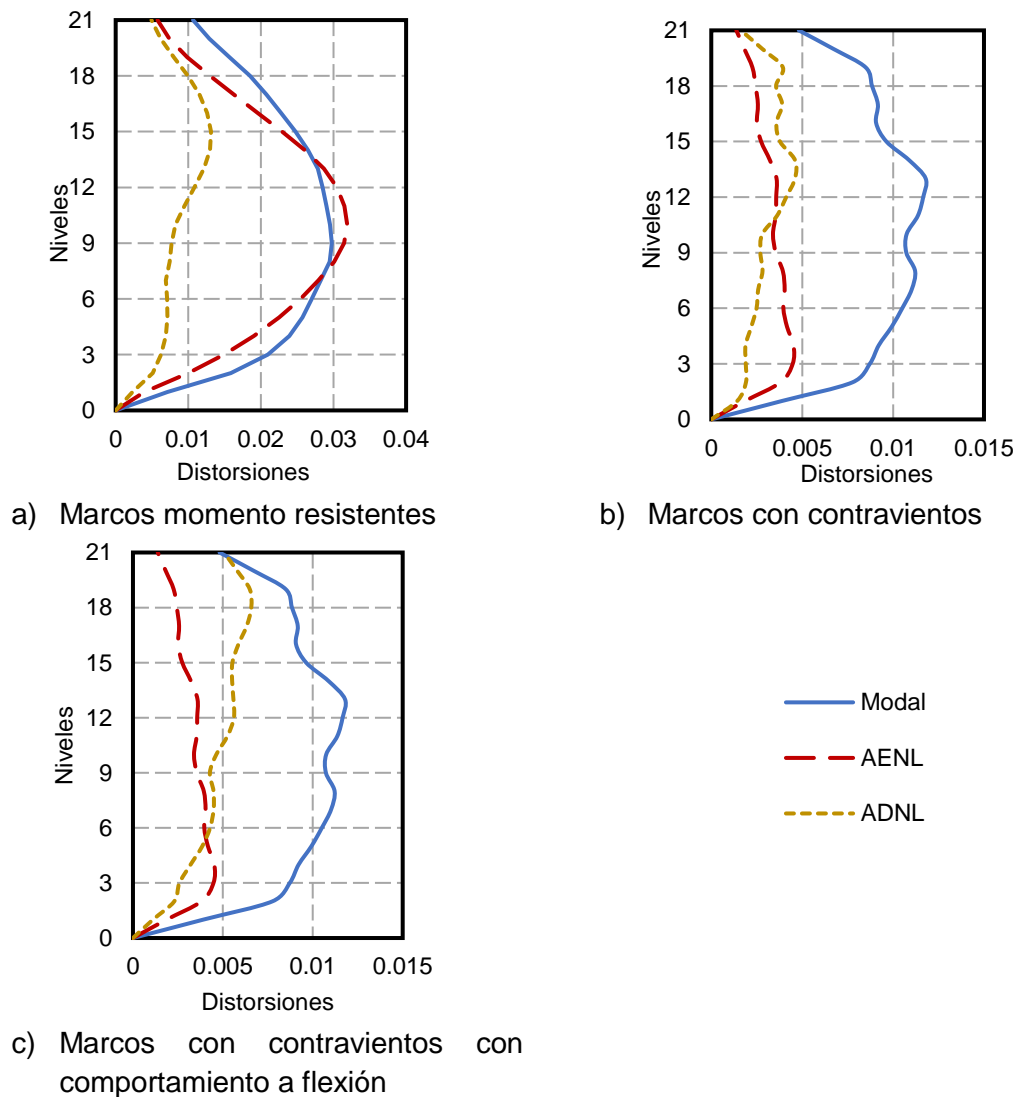 21
18
15
12
9
6
3
0
Niveles
0 0.01 0.02 0.03 0.04
Distorsiones
a) Marcos momento resistentes
21
18
15
12
9
6
3
0
Niveles
0 0.005 0.01 0.015
Distorsiones
b) Marcos con contravientos
21
18
15
12
9
6
3
0
Niveles
0 0.005 0.01 0.015
Distorsiones
c) Marcos con contravientos con
comportamiento a flexión
Modal
AENL
ADNL